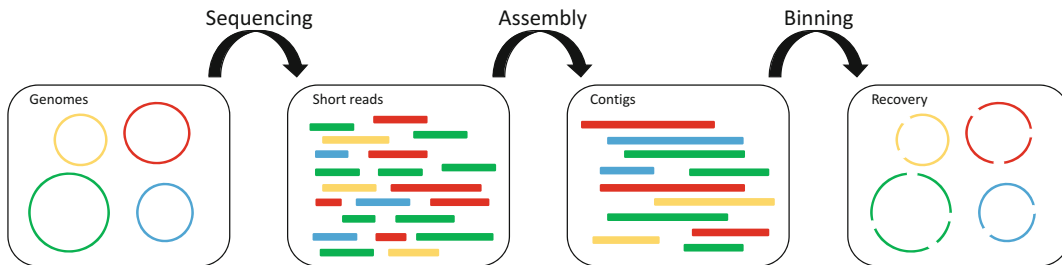 Sequencing
Assembly
Binning
Genomes
Short reads
Contigs
Recovery